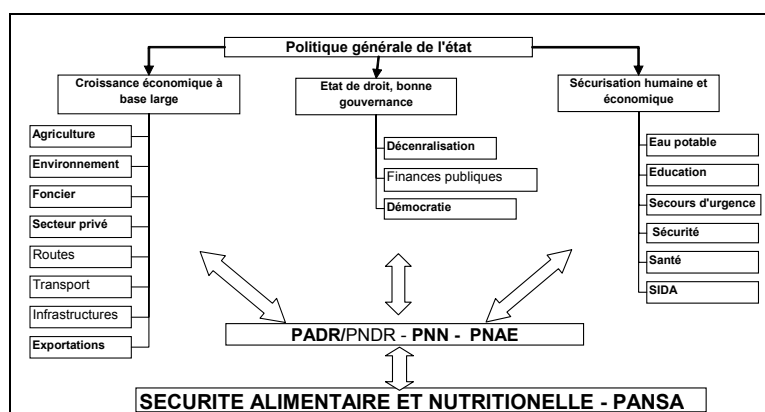 Politique générale de l'état
Croissance économique à
base large
Etat de droit, bonne
gouvernance
Sécurisation humaine et
économique
Agriculture
Environnement
Foncier
Secteur privé
Routes
Transport
Infrastructures
Exportations
Décenralisation
Finances publiques
Démocratie
Eau potable
Education
Secours d'urgence
Sécurité
Santé
SIDA
PADR/PNDR - PNN - PNAE
SECURITE ALIMENTAIRE ET NUTRITIONELLE - PANSA